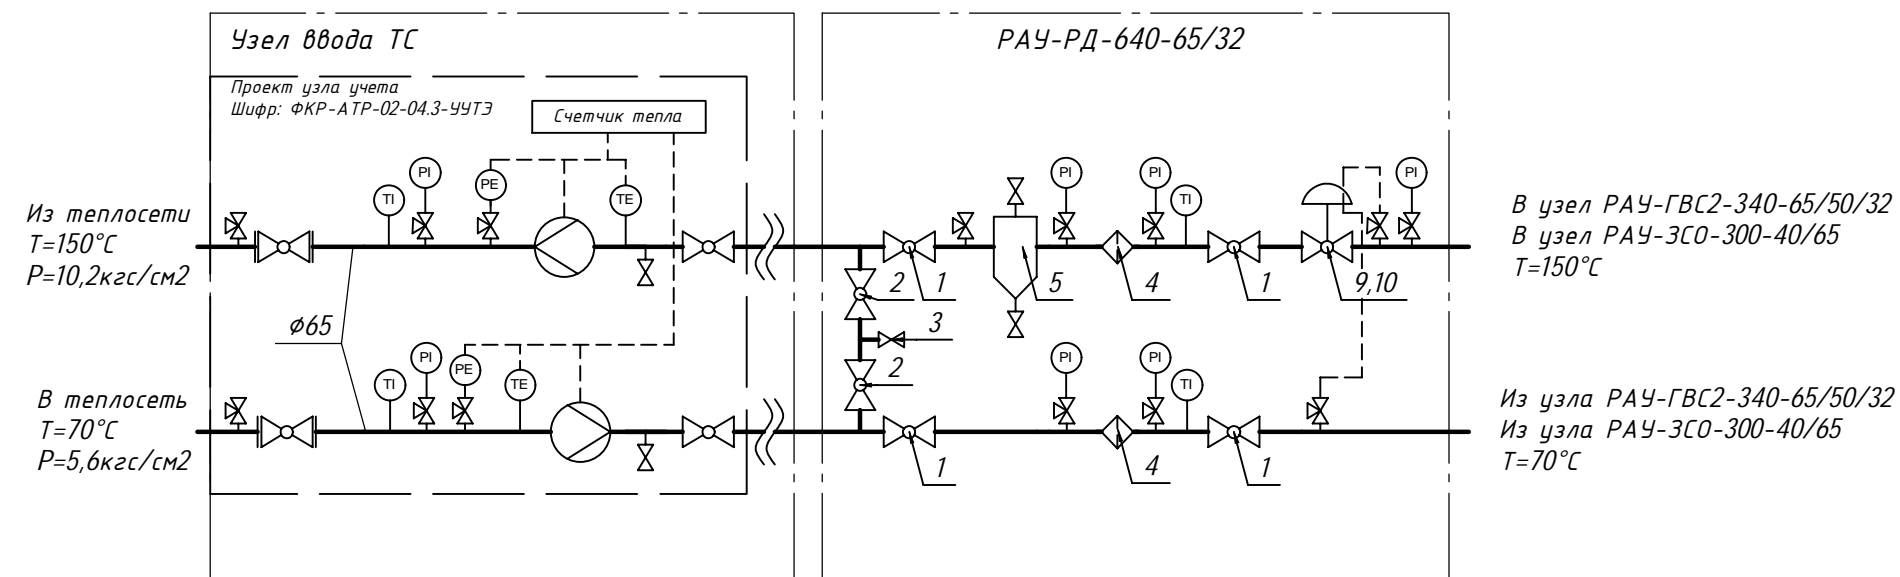 Узел ввода ТС
РАУ-РД-640-65/32
Проект узла учета
Шифр: ФКР-АТР-02-04.3-УУТЭ
Счетчик тепла
PI
PE
TI
TE
PI
PI
TI
PI
Из теплосети
T=150°C
P=10,2кгс/см2
В узел РАУ-ГВС2-340-65/50/32
В узел РАУ-ЗСО-300-40/65
T=150°C
2
1
5
4
1
9,10
3
Ø65
2
PI
PE
TI
TE
PI
PI
TI
В теплосеть
T=70°C
P=5,6кгс/см2
Из узла РАУ-ГВС2-340-65/50/32
Из узла РАУ-ЗСО-300-40/65
T=70°C
1
4
1